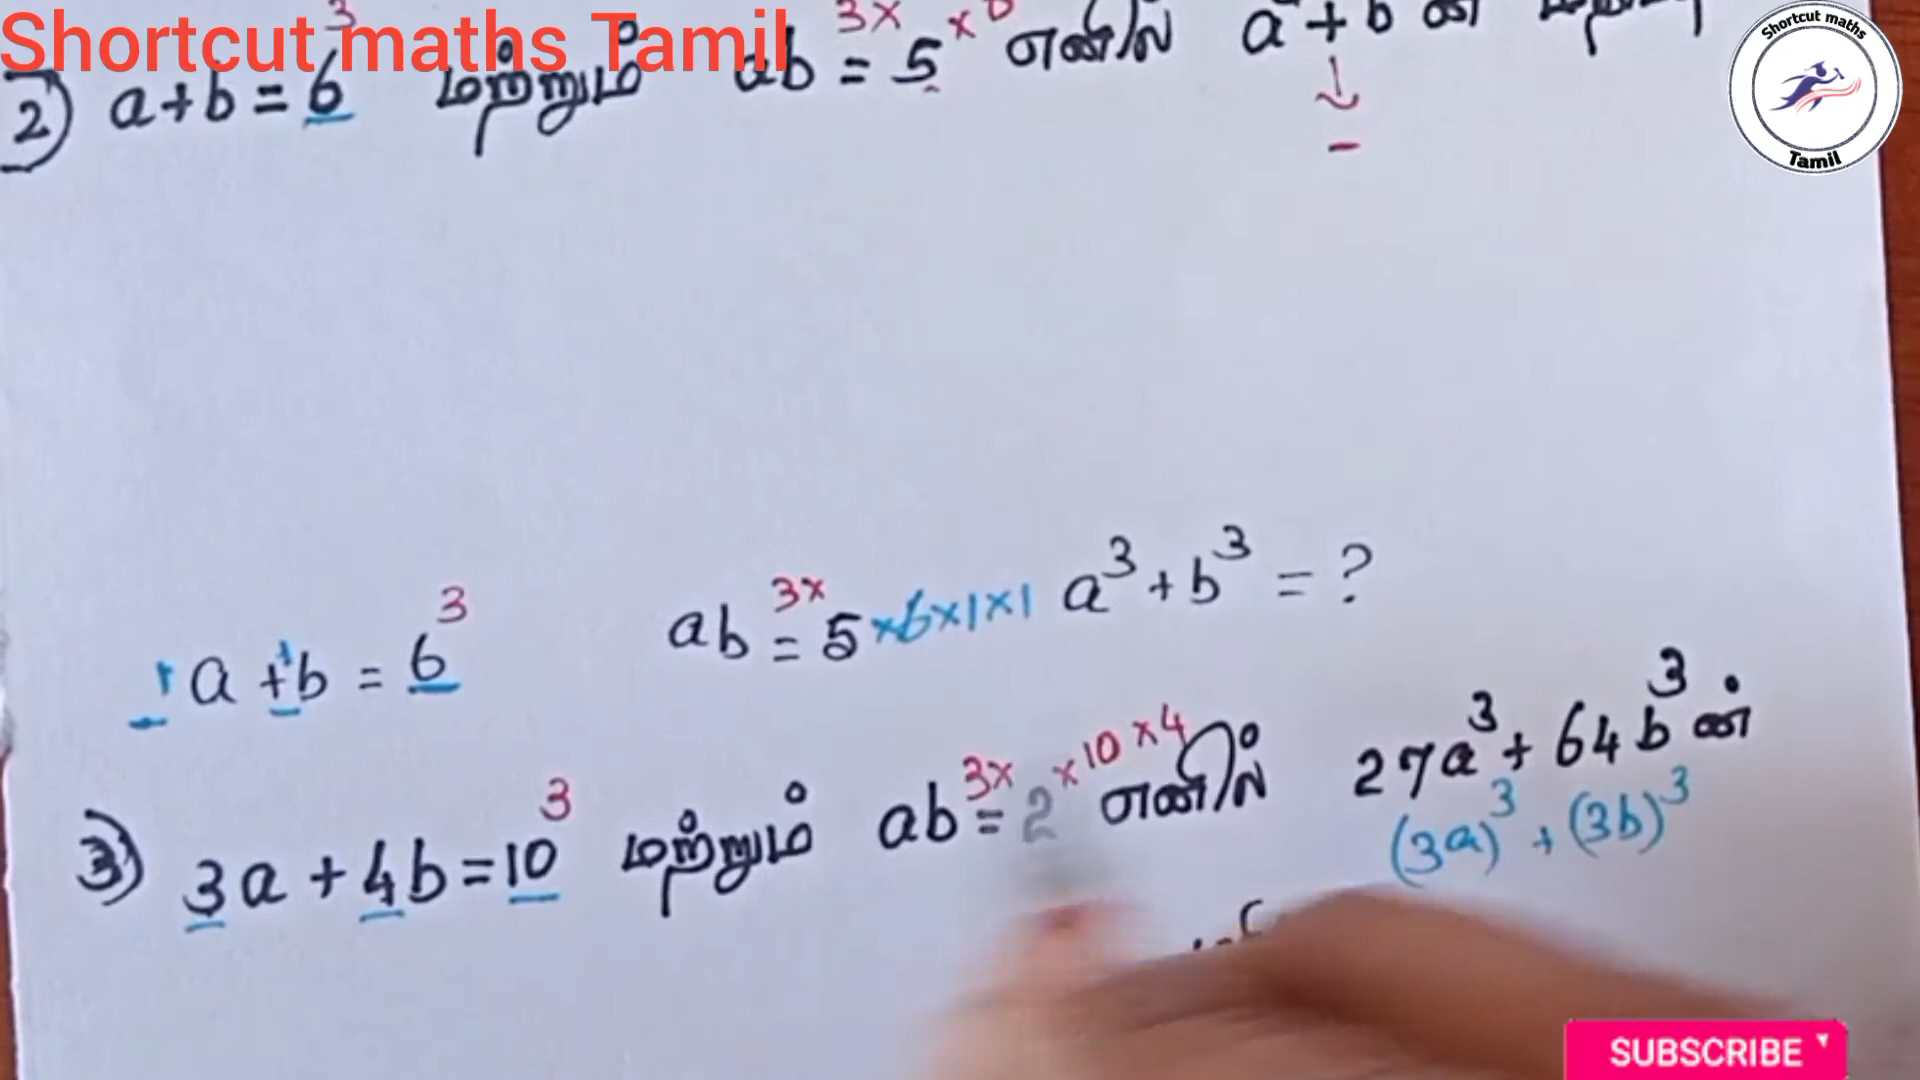 Shortcut maths Tamil
Shortcut maths
Tamil
2) a+b=6³ மற்றும் ab=5 எனில் a + b ன்
3x
3x
a+b = 6³ ab = 5 ×6×1×1 a³+b³ = ?
3) 3a+4b=10³ மற்றும் ab=2 ×10×4 எனில் 27a³+64b³ ன்
3x
(3a)³+(3b)³
SUBSCRIBE